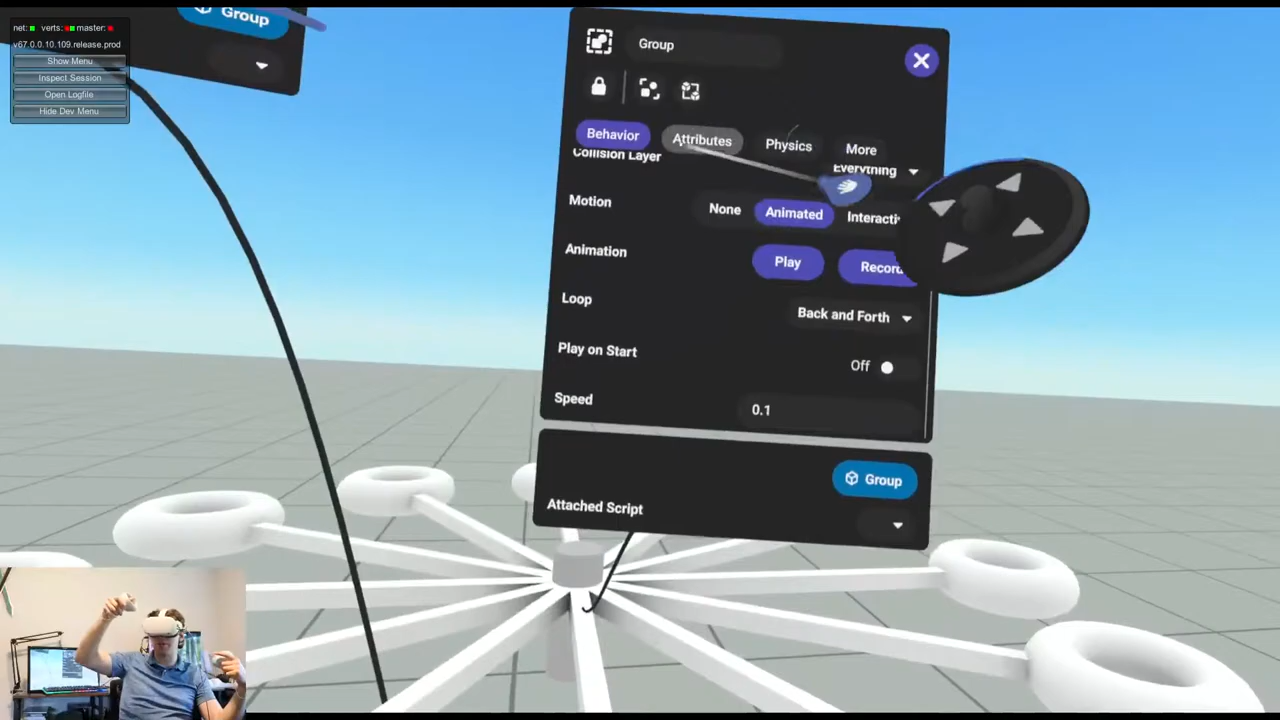 net: verts: master:
v67 0.0.10.109.release.prod
Show Menu
Inspect Session
Open Logfile
Hide Dev Menu
Group
Group
Behavior
Attributes
Physics
More
Collision Layer
Everything
Motion
None
Animated
Interacti
Animation
Play
Record
Loop
Back and Forth
Play on Start
Off
Speed
0.1
Group
Attached Script